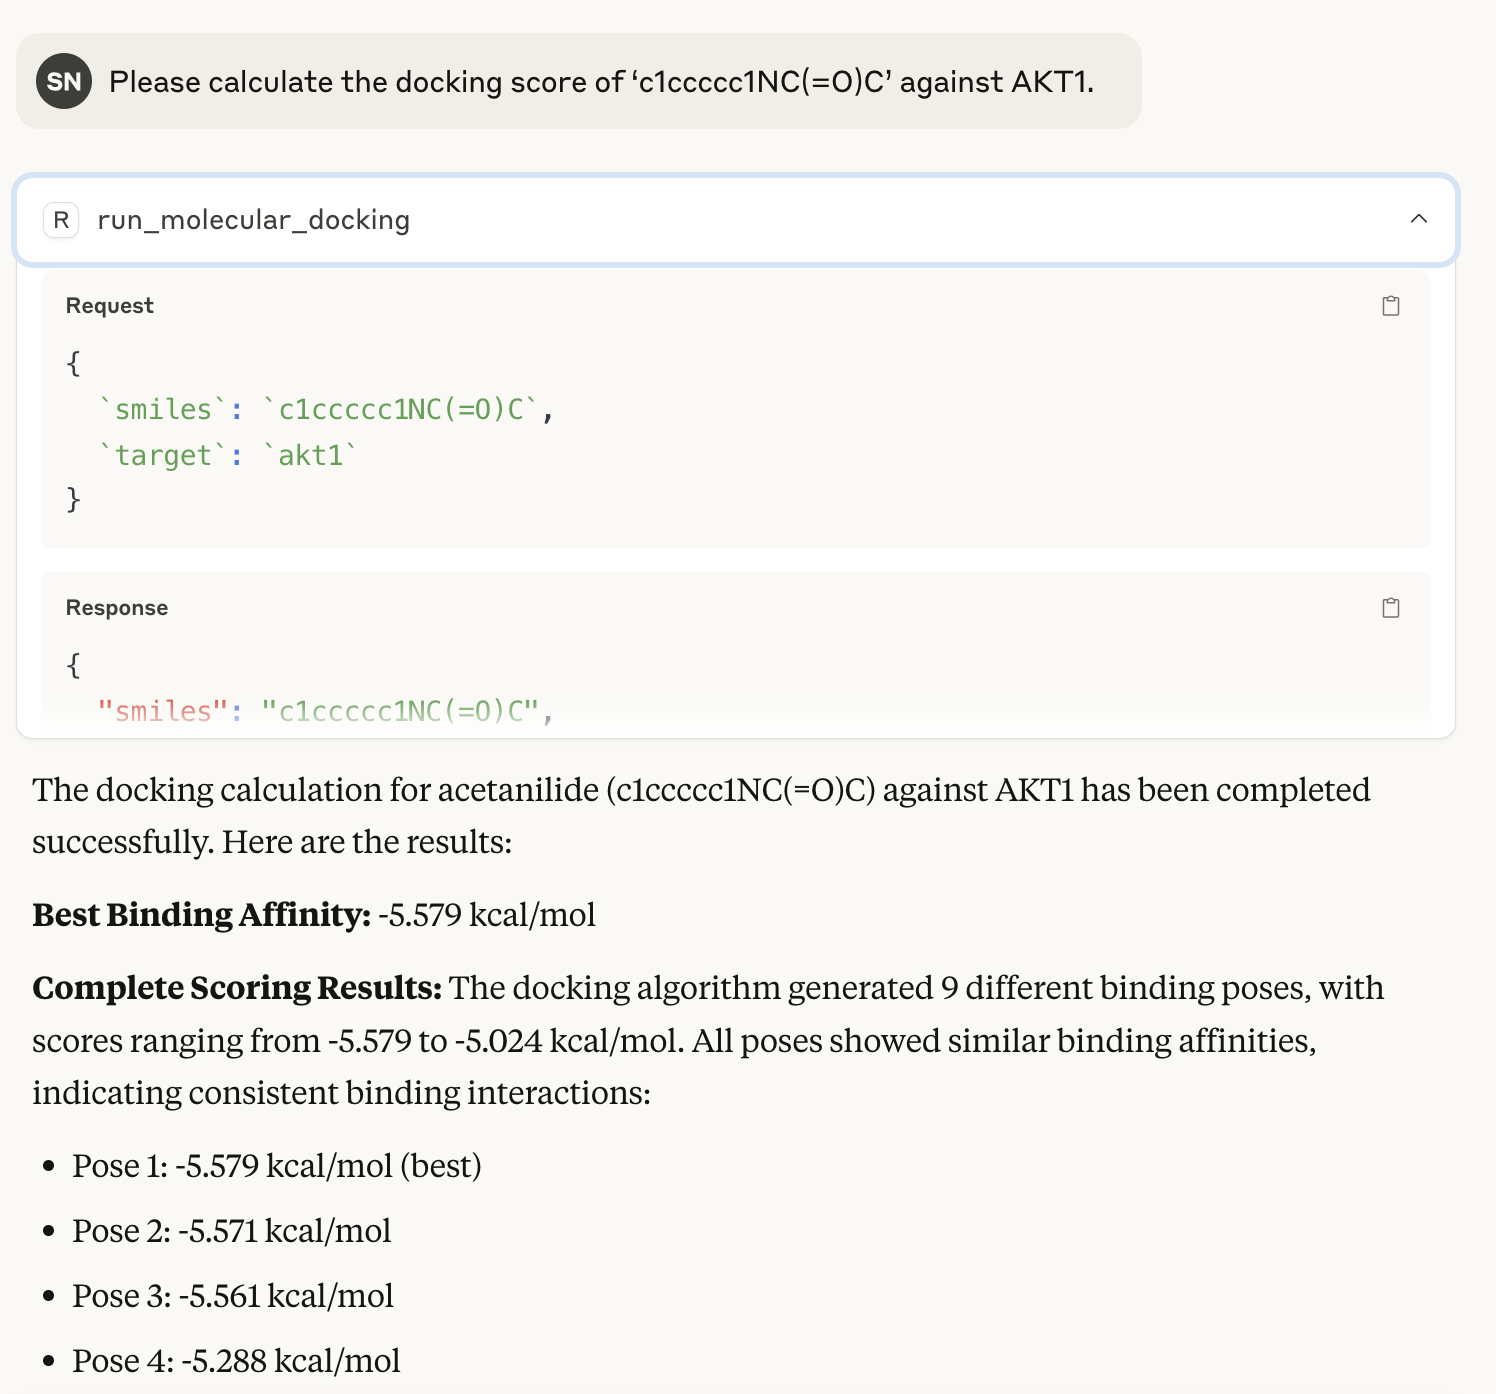 SN Please calculate the docking score of ‘c1ccccc1NC(=O)C’ against AKT1.
R run_molecular_docking
Request
{
`smiles`: `c1ccccc1NC(=O)C`,
`target`: `akt1`
}
Response
{
"smiles": "c1ccccc1NC(=O)C",
The docking calculation for acetanilide (c1ccccc1NC(=O)C) against AKT1 has been completed
successfully. Here are the results:
Best Binding Affinity: -5.579 kcal/mol
Complete Scoring Results: The docking algorithm generated 9 different binding poses, with
scores ranging from -5.579 to -5.024 kcal/mol. All poses showed similar binding affinities,
indicating consistent binding interactions:
• Pose 1: -5.579 kcal/mol (best)
• Pose 2: -5.571 kcal/mol
• Pose 3: -5.561 kcal/mol
• Pose 4: -5.288 kcal/mol